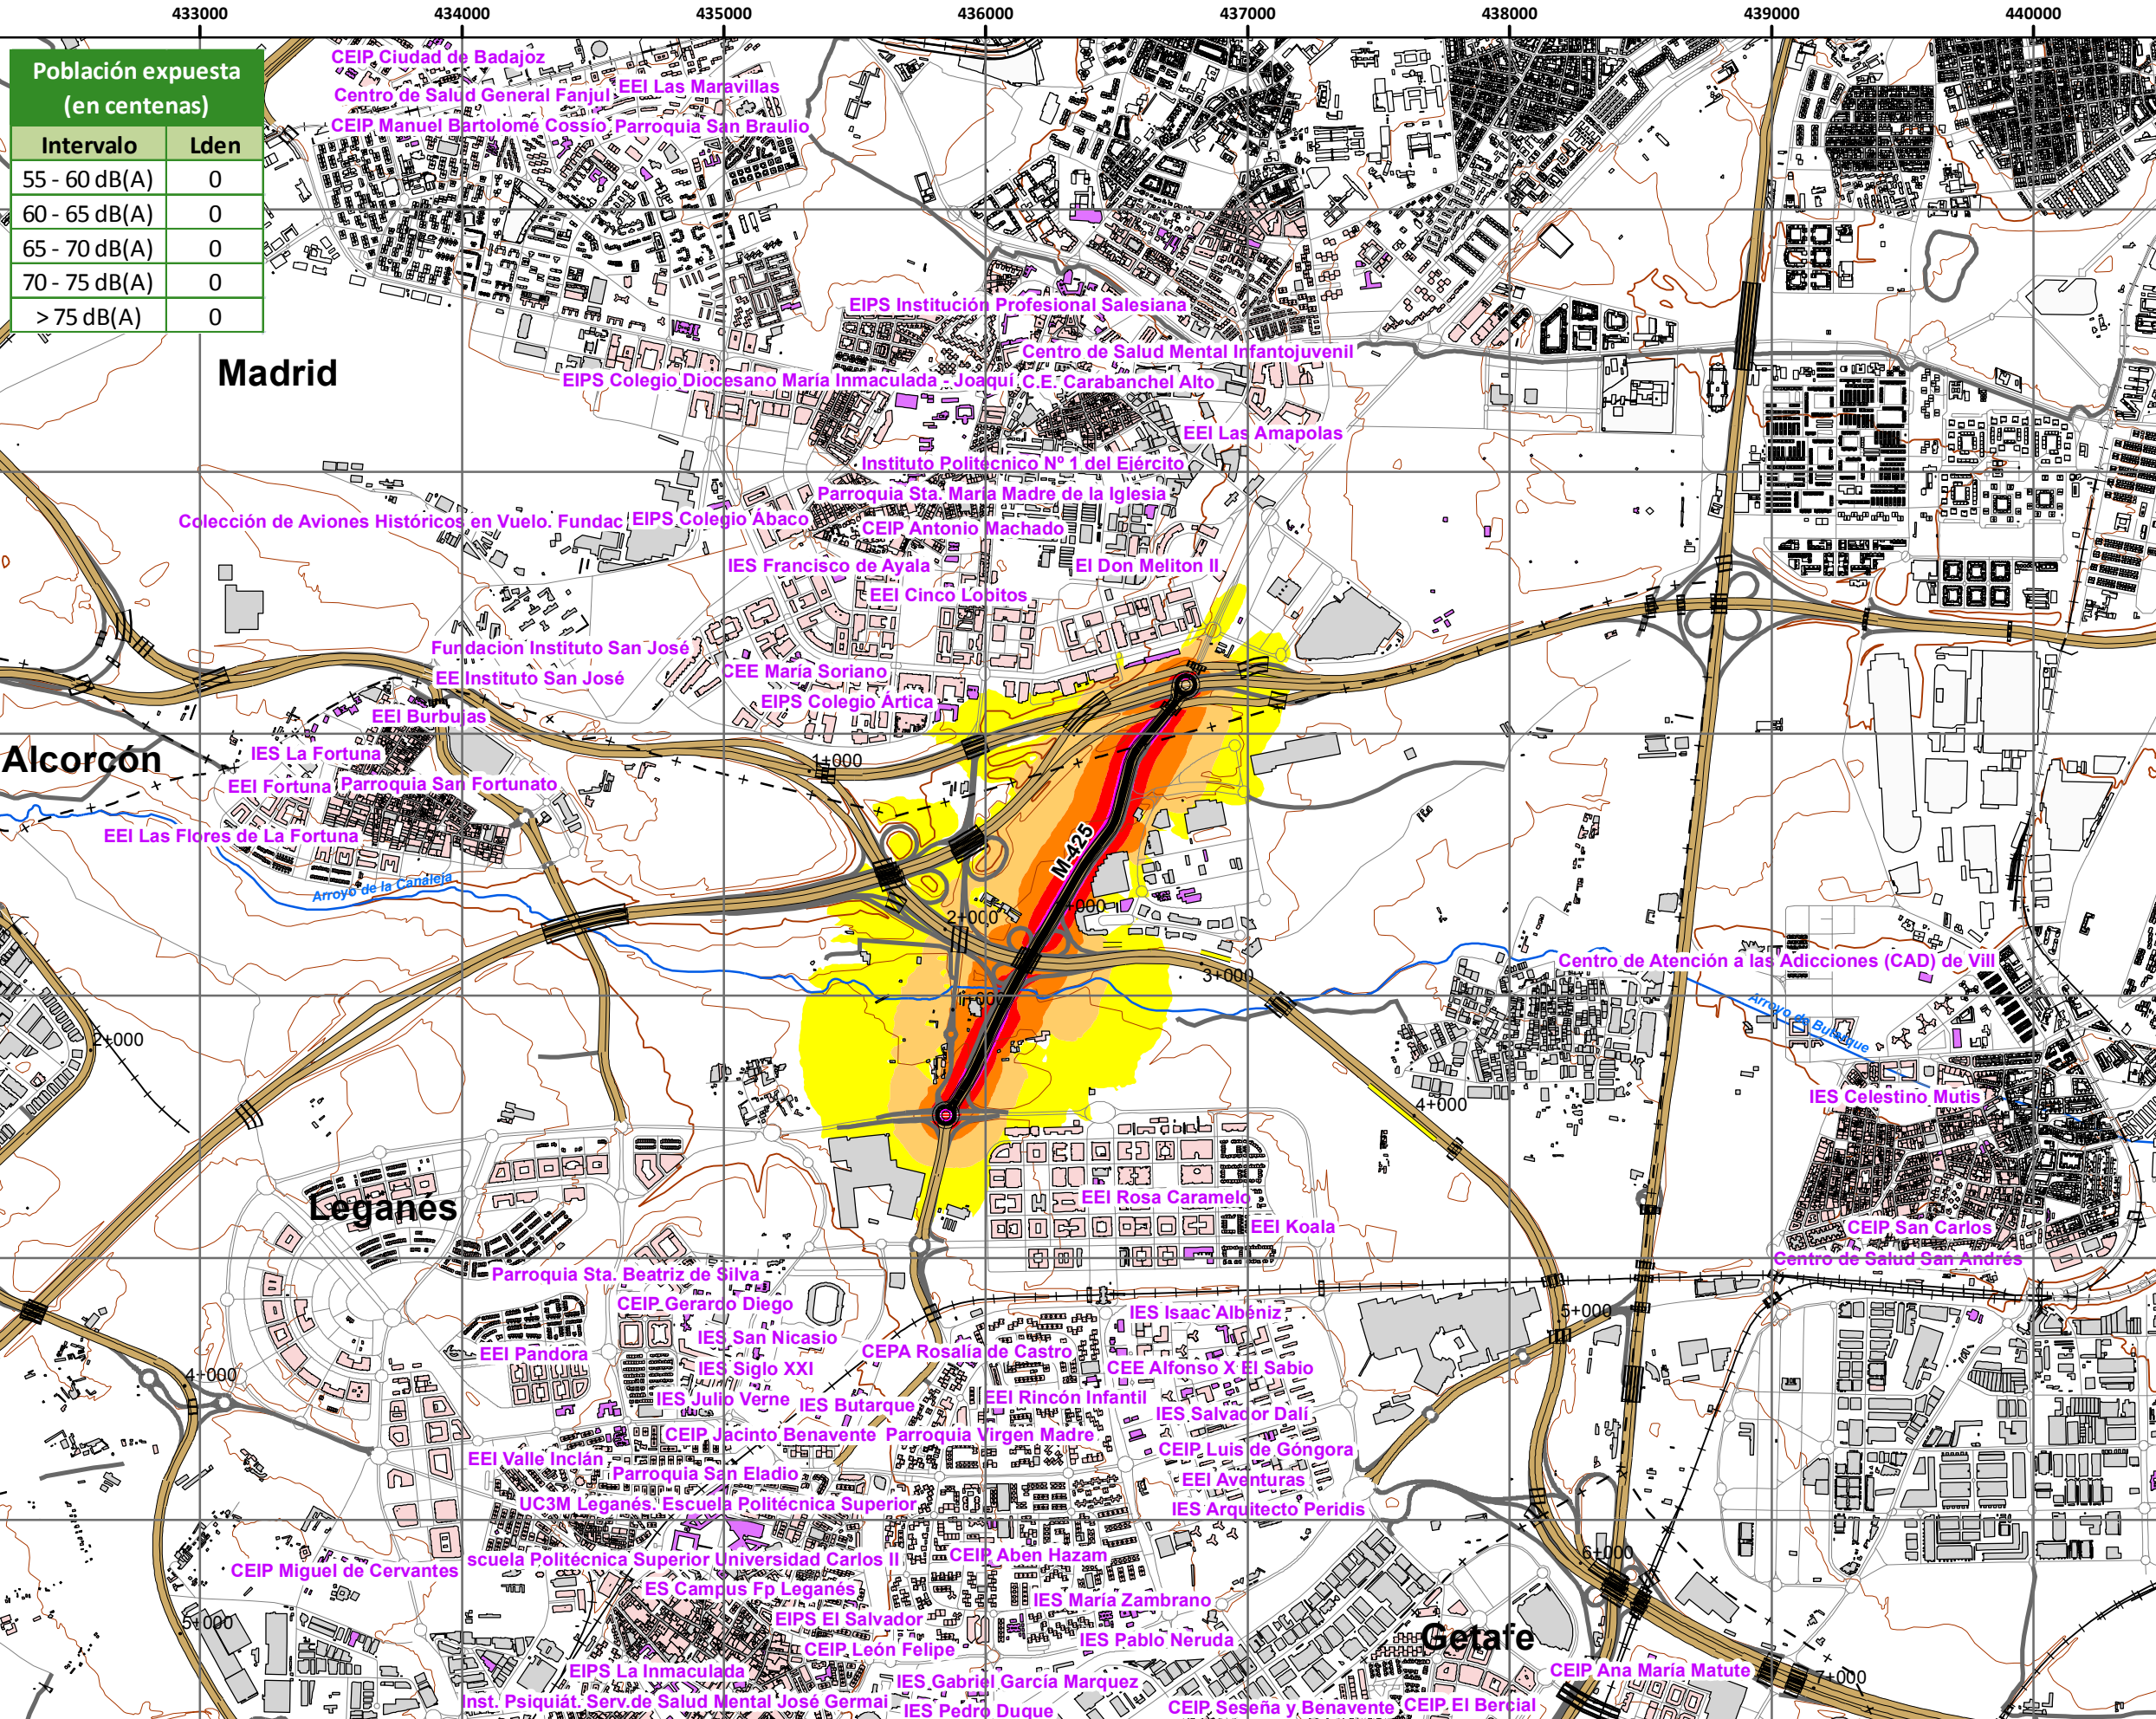 433000 434000 435000 436000 437000 438000 439000 440000
Población expuesta
(en centenas)
Intervalo Lden
55 - 60 dB(A) 0
60 - 65 dB(A) 0
65 - 70 dB(A) 0
70 - 75 dB(A) 0
> 75 dB(A) 0
CEIP Ciudad de Badajoz
EEI Las Maravillas
Centro de Salud General Fanjul
CEIP Manuel Bartolomé Cossío
Parroquia San Braulio
EIPS Institución Profesional Salesiana
Centro de Salud Mental Infantojuvenil
Madrid
EIPS Colegio Diocesano María Inmaculada - Joaquí
C.E. Carabanchel Alto
EEI Las Amapolas
Instituto Politécnico Nº 1 del Ejército
Parroquia Sta. María Madre de la Iglesia
Colección de Aviones Históricos en Vuelo. Fundac
EIPS Colegio Ábaco
CEIP Antonio Machado
IES Francisco de Ayala
EI Don Meliton II
EEI Cinco Lobitos
Fundacion Instituto San José
CEE María Soriano
EE Instituto San José
EIPS Colegio Ártica
EEI Burbujas
IES La Fortuna
Alcorcón
1+000
EEI Fortuna
Parroquia San Fortunato
EEI Las Flores de La Fortuna
M-425
Arroyo de la Canaleja
2+000
+000
Centro de Atención a las Adicciones (CAD) de Vill
3+000
1+000
Arroyo de Butarque
2+000
IES Celestino Mutis
4+000
EEI Rosa Caramelo
Leganés
EEI Koala
CEIP San Carlos
Centro de Salud San Andrés
Parroquia Sta. Beatriz de Silva
CEIP Gerardo Diego
IES Isaac Albéniz
5+000
IES San Nicasio
EEI Pandora
CEPA Rosalía de Castro
IES Siglo XXI
CEE Alfonso X El Sabio
4+000
IES Julio Verne
IES Butarque
EEI Rincón Infantil
IES Salvador Dalí
CEIP Jacinto Benavente
Parroquia Virgen Madre
CEIP Luis de Góngora
EEI Valle Inclán
Parroquia San Eladio
EEI Aventuras
UC3M Leganés. Escuela Politécnica Superior
IES Arquitecto Peridis
scuela Politécnica Superior Universidad Carlos II
CEIP Aben Hazam
6+000
CEIP Miguel de Cervantes
ES Campus Fp Leganés
IES María Zambrano
5+000
EIPS El Salvador
Getafe
CEIP León Felipe
IES Pablo Neruda
EIPS La Inmaculada
CEIP Ana María Matute
7+000
IES Gabriel García Marquez
Inst. Psiquiát. Serv.de Salud Mental José Germai
IES Pedro Duque
CEIP Seseña y Benavente
CEIP El Bercial